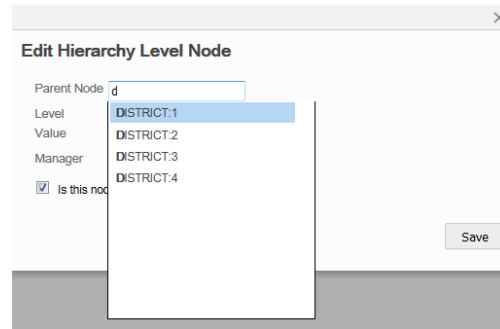 Edit Hierarchy Level Node
Parent Node d
Level DISTRICT:1
Value DISTRICT:2
DISTRICT:3
Manager
DISTRICT:4
Is this
Save